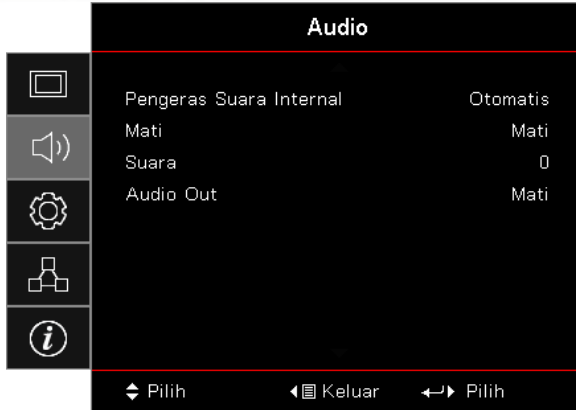 Audio
Pengeras Suara Internal Otomatis
Mati Mati
Suara 0
Audio Out Mati
Pilih Keluar Pilih